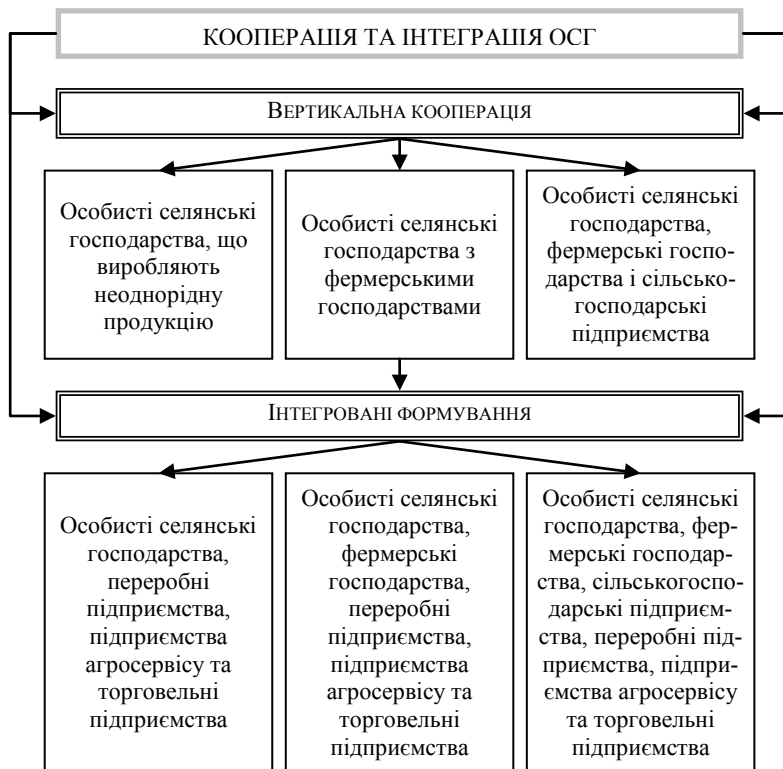 КООПЕРАЦІЯ ТА ІНТЕГРАЦІЯ ОСГ
ВЕРТИКАЛЬНА КООПЕРАЦІЯ
Особисті селянські
господарства, що
виробляють
неоднорідну
продукцію
Особисті селянські
господарства з
фермерськими
господарствами
Особисті селянські
господарства,
фермерські госпо-
дарства і сільсько-
господарські
підприємства
ІНТЕГРОВАНІ ФОРМУВАННЯ
Особисті селянські
господарства,
переробні
підприємства,
підприємства
агросервісу та
торговельні
підприємства
Особисті селянські
господарства,
фермерські
господарства,
переробні
підприємства,
підприємства
агросервісу та
торговельні
підприємства
Особисті селянські
господарства, фер-
мерські господар-
ства, сільськогоспо-
дарські підприєм-
ства, переробні під-
приємства, підпри-
ємства агросервісу
та торговельні
підприємства